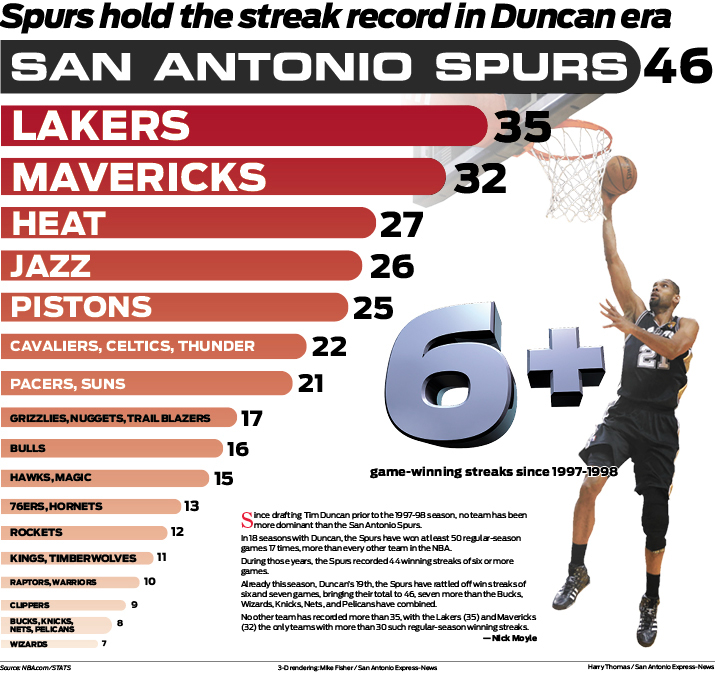 Spurs hold the streak record in Duncan era
SAN ANTONIO SPURS 46
LAKERS 35
MAVERICKS 32
HEAT 27
JAZZ 26
PISTONS 25
CAVALIERS, CELTICS, THUNDER 22
PACERS, SUNS 21
GRIZZLIES, NUGGETS, TRAIL BLAZERS 17
BULLS 16
HAWKS, MAGIC 15
76ERS, HORNETS 13
ROCKETS 12
KINGS, TIMBERWOLVES 11
RAPTORS, WARRIORS 10
CLIPPERS 9
BUCKS, KNICKS,
NETS, PELICANS 8
WIZARDS 7
6+
game-winning streaks since 1997-1998
Since drafting Tim Duncan prior to the 1997-98 season, no team has been
more dominant than the San Antonio Spurs.
In 18 seasons with Duncan, the Spurs have won at least 50 regular-season
games 17 times, more than every other team in the NBA.
During those years, the Spurs recorded 44 winning streaks of six or more
games.
Already this season, Duncan's 19th, the Spurs have rattled off win streaks of
six and seven games, bringing their total to 46, seven more than the Bucks,
Wizards, Knicks, Nets, and Pelicans have combined.
No other team has recorded more than 35, with the Lakers (35) and Mavericks
(32) the only teams with more than 30 such regular-season winning streaks.
— Nick Moyle
21
Source: NBA.com/STATS
3-D rendering: Mike Fisher / San Antonio Express-News
Harry Thomas / San Antonio Express-News